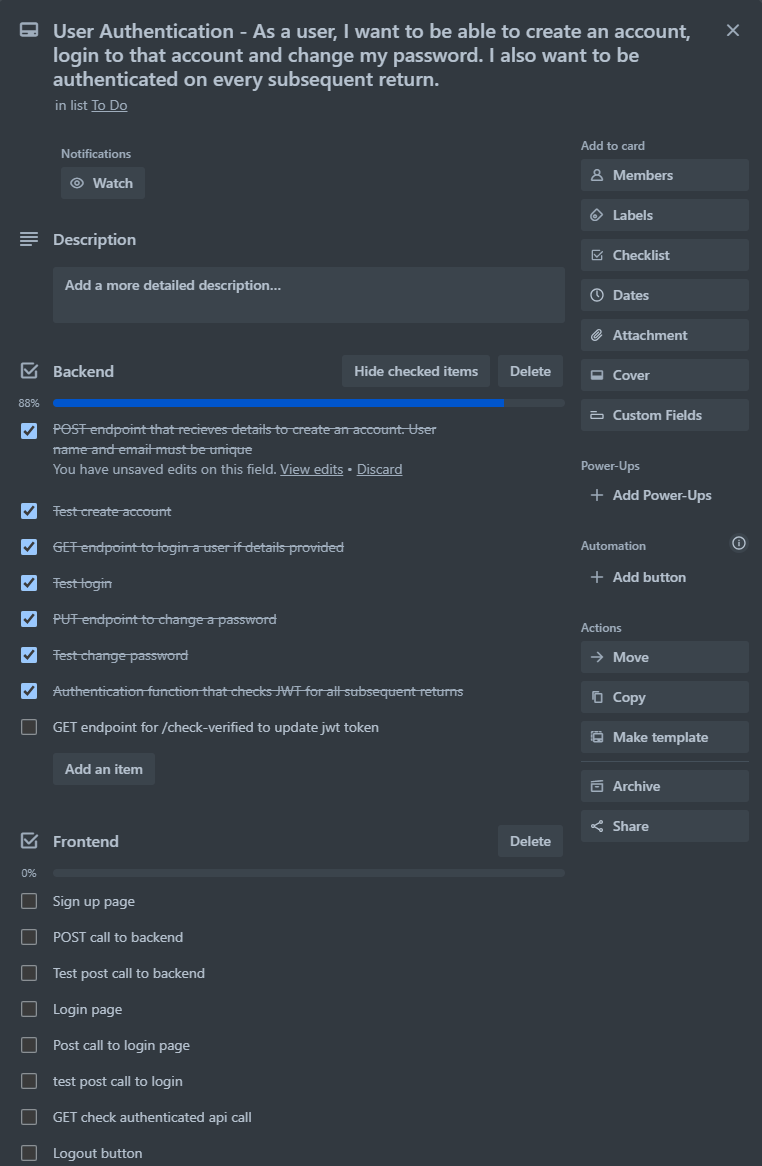 User Authentication - As a user, I want to be able to create an account,
login to that account and change my password. I also want to be
authenticated on every subsequent return.
in list To Do
Notifications
Watch
Description
Add a more detailed description...
Backend
Hide checked items
Delete
88%
POST endpoint that recieves details to create an account. User
name and email must be unique
You have unsaved edits on this field. View edits • Discard
Test create account
GET endpoint to login a user if details provided
Test login
PUT endpoint to change a password
Test change password
Authentication function that checks JWT for all subsequent returns
GET endpoint for /check-verified to update jwt token
Add an item
Frontend
Delete
0%
Sign up page
POST call to backend
Test post call to backend
Login page
Post call to login page
test post call to login
GET check authenticated api call
Logout button
Add to card
Members
Labels
Checklist
Dates
Attachment
Cover
Custom Fields
Power-Ups
Add Power-Ups
Automation
Add button
Actions
Move
Copy
Make template
Archive
Share